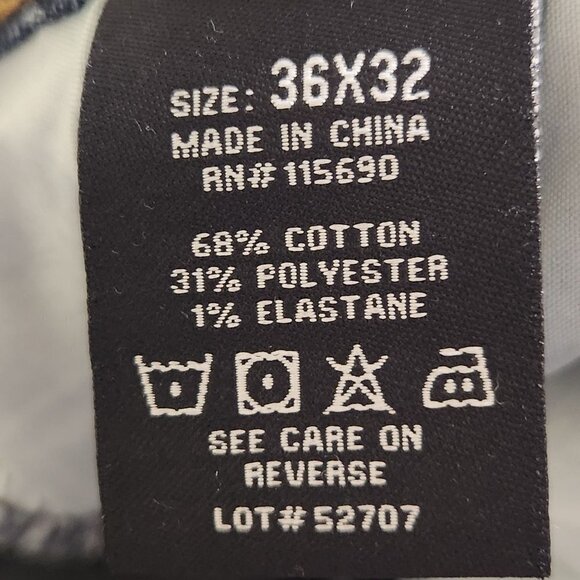 SIZE: 36X32
MADE IN CHINA
RN# 115690
68% COTTON
31% POLYESTER
1% ELASTANE
SEE CARE ON
REVERSE
LOT# 52707